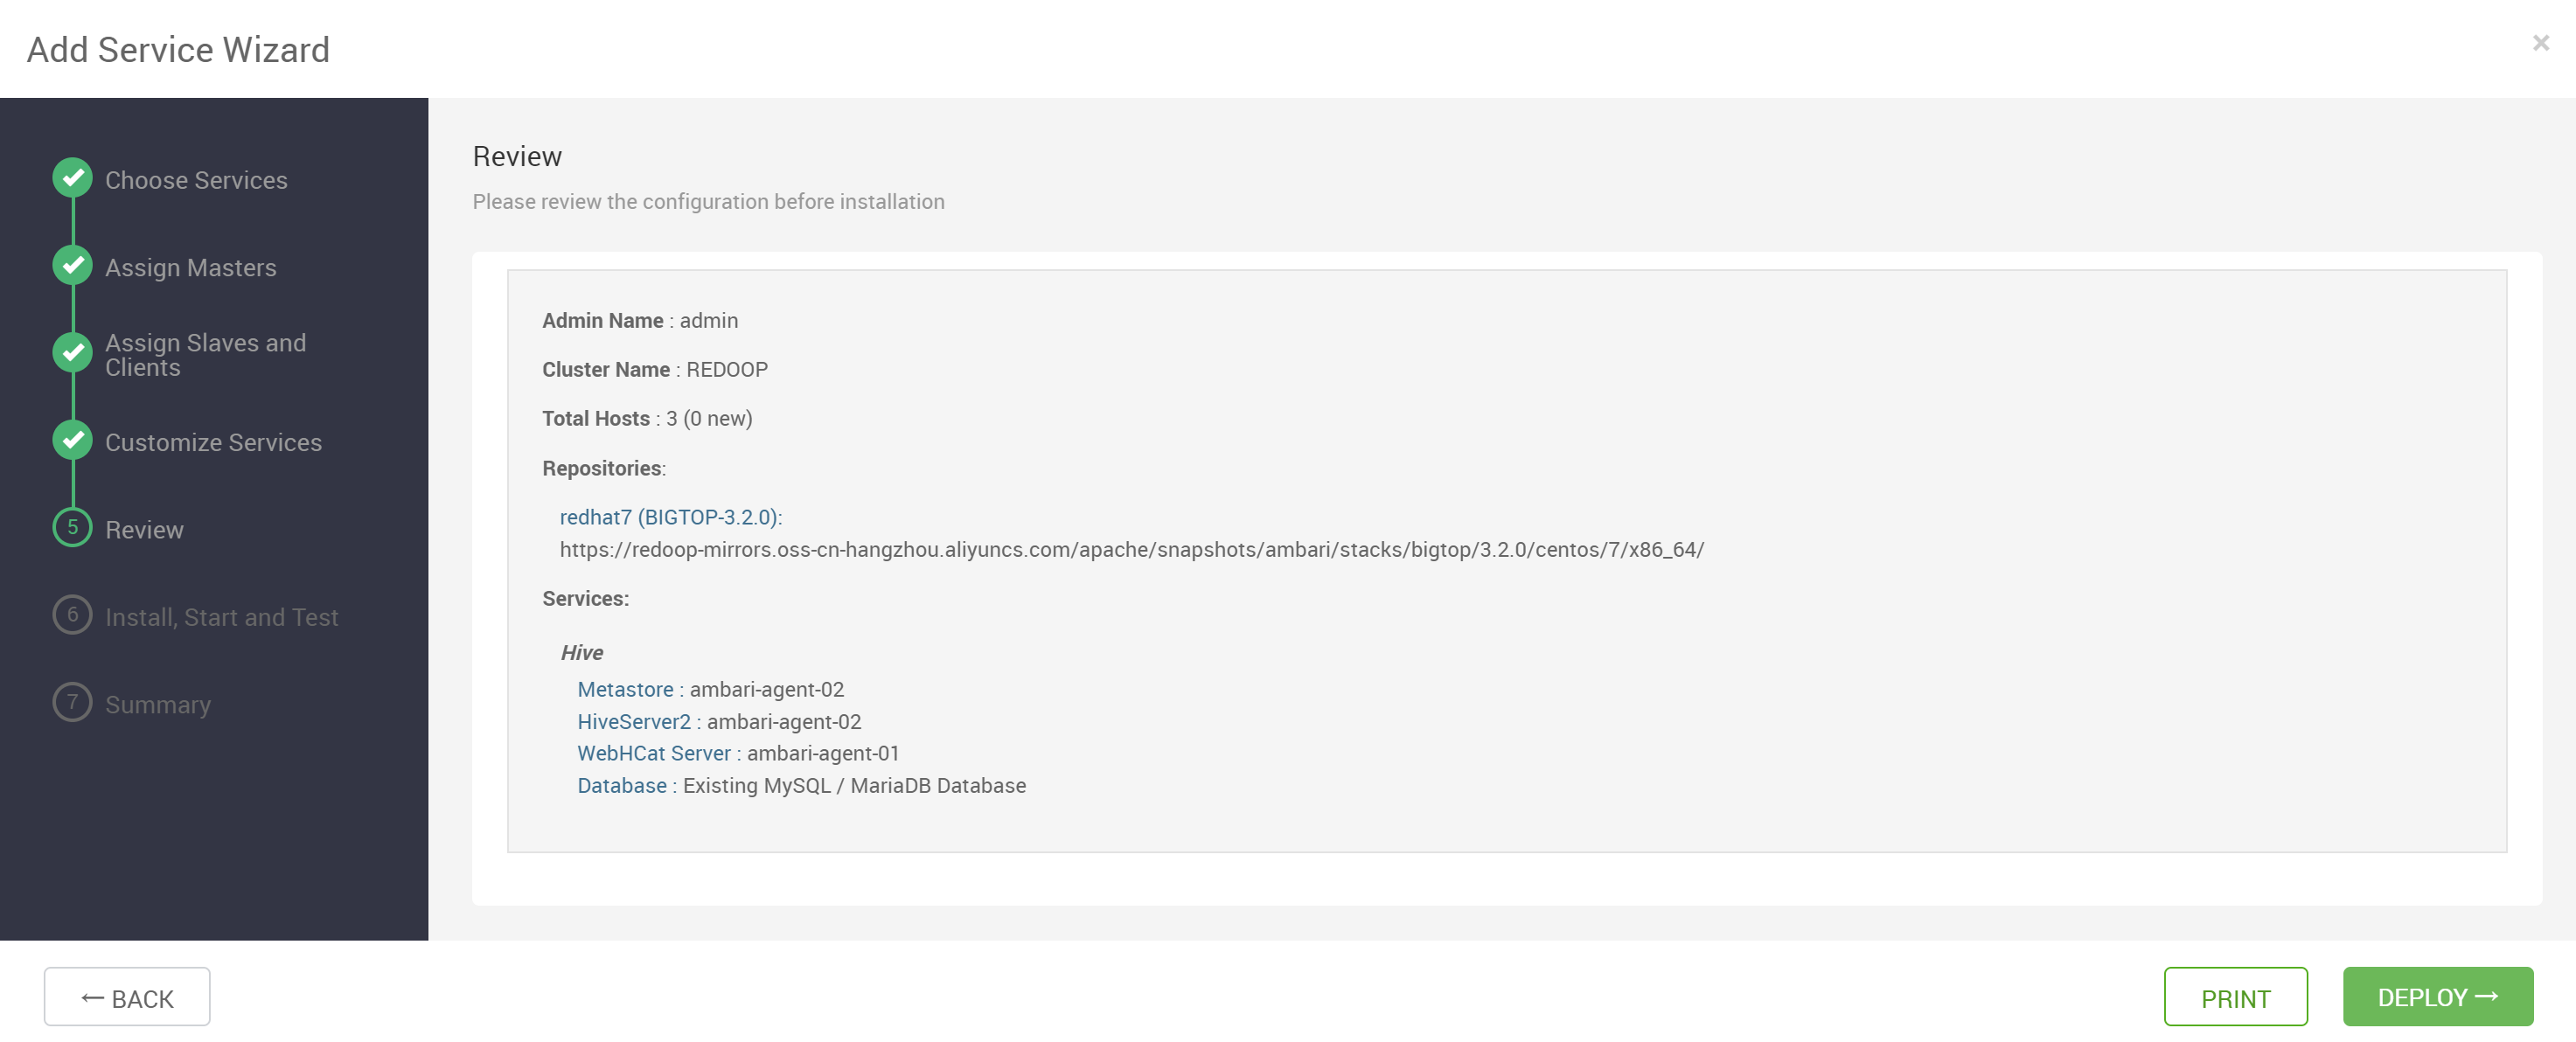 Add Service Wizard
×
Choose Services
Assign Masters
Assign Slaves and
Clients
Customize Services
5 Review
6 Install, Start and Test
7 Summary
Review
Please review the configuration before installation
Admin Name : admin
Cluster Name : REDOOP
Total Hosts : 3 (0 new)
Repositories:
redhat7 (BIGTOP-3.2.0):
https://redoop-mirrors.oss-cn-hangzhou.aliyuncs.com/apache/snapshots/ambari/stacks/bigtop/3.2.0/centos/7/x86_64/
Services:
Hive
Metastore : ambari-agent-02
HiveServer2 : ambari-agent-02
WebHCat Server : ambari-agent-01
Database : Existing MySQL / MariaDB Database
← BACK
PRINT
DEPLOY →